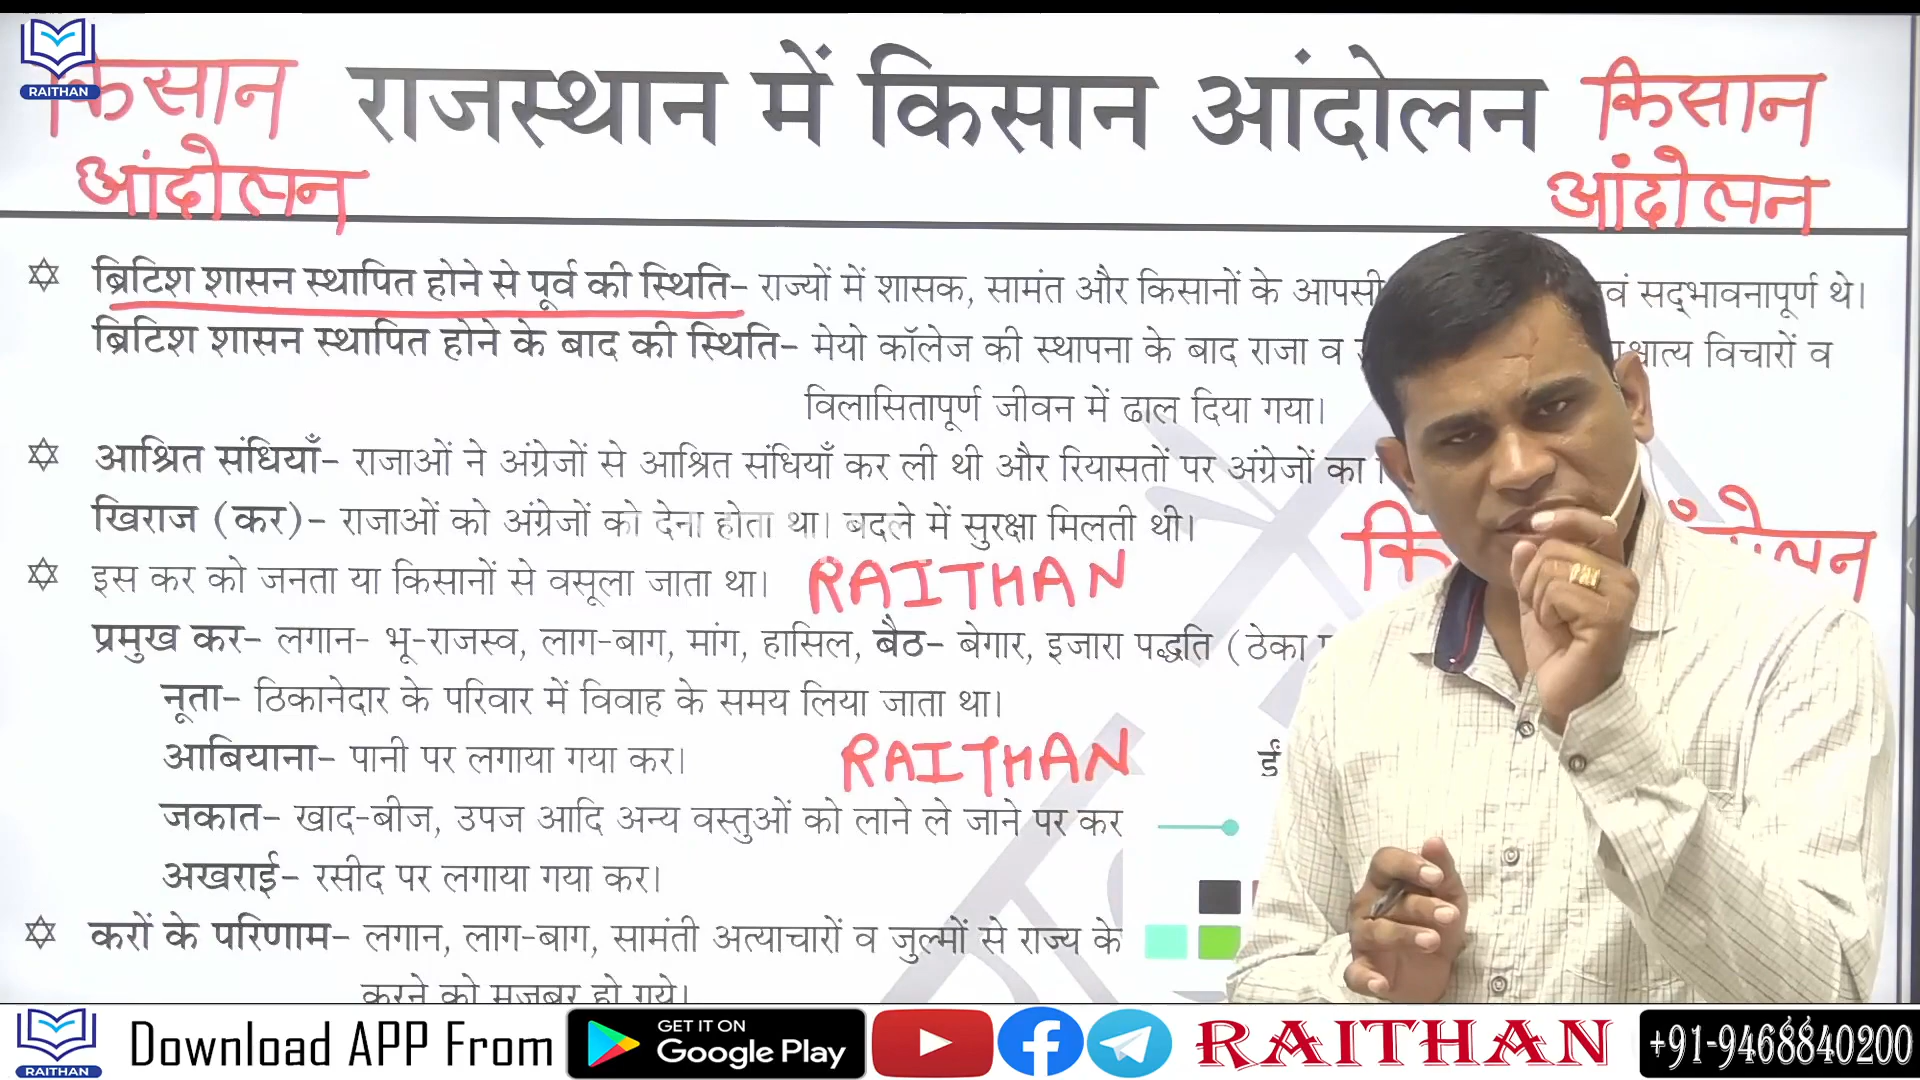 RAITHAN
किसान
आंदोलन
राजस्थान में किसान आंदोलन
किसान
आंदोलन
ब्रिटिश शासन स्थापित होने से पूर्व की स्थिति- राज्यों में शासक, सामंत और किसानों के आपसी वं सद्‌भावनापूर्ण थे।
ब्रिटिश शासन स्थापित होने के बाद की स्थिति- मेयो कॉलेज की स्थापना के बाद राजा व विचारों व
विलासितापूर्ण जीवन में ढाल दिया गया।
आश्रित संधियाँ- राजाओं ने अंग्रेजों से आश्रित संधियाँ कर ली थी और रियासतों पर अंग्रेजों का
खिराज (कर)- राजाओं को अंग्रेजों को देना होता था। बदले में सुरक्षा मिलती थी।
इस कर को जनता या किसानों से वसूला जाता था। RAITHAN
प्रमुख कर- लगान- भू-राजस्व, लाग-बाग, मांग, हासिल, बैठ- बेगार, इजारा पद्धति (ठेका
नूता- ठिकानेदार के परिवार में विवाह के समय लिया जाता था।
आबियाना- पानी पर लगाया गया कर। RAITHAN
जकात- खाद-बीज, उपज आदि अन्य वस्तुओं को लाने ले जाने पर कर
अखराई- रसीद पर लगाया गया कर।
करों के परिणाम- लगान, लाग-बाग, सामंती अत्याचारों व जुल्मों से राज्य के
करने को मजबूर हो गये।
RAITHAN
Download APP From GET IT ON Google Play RAITHAN +91-9468840200